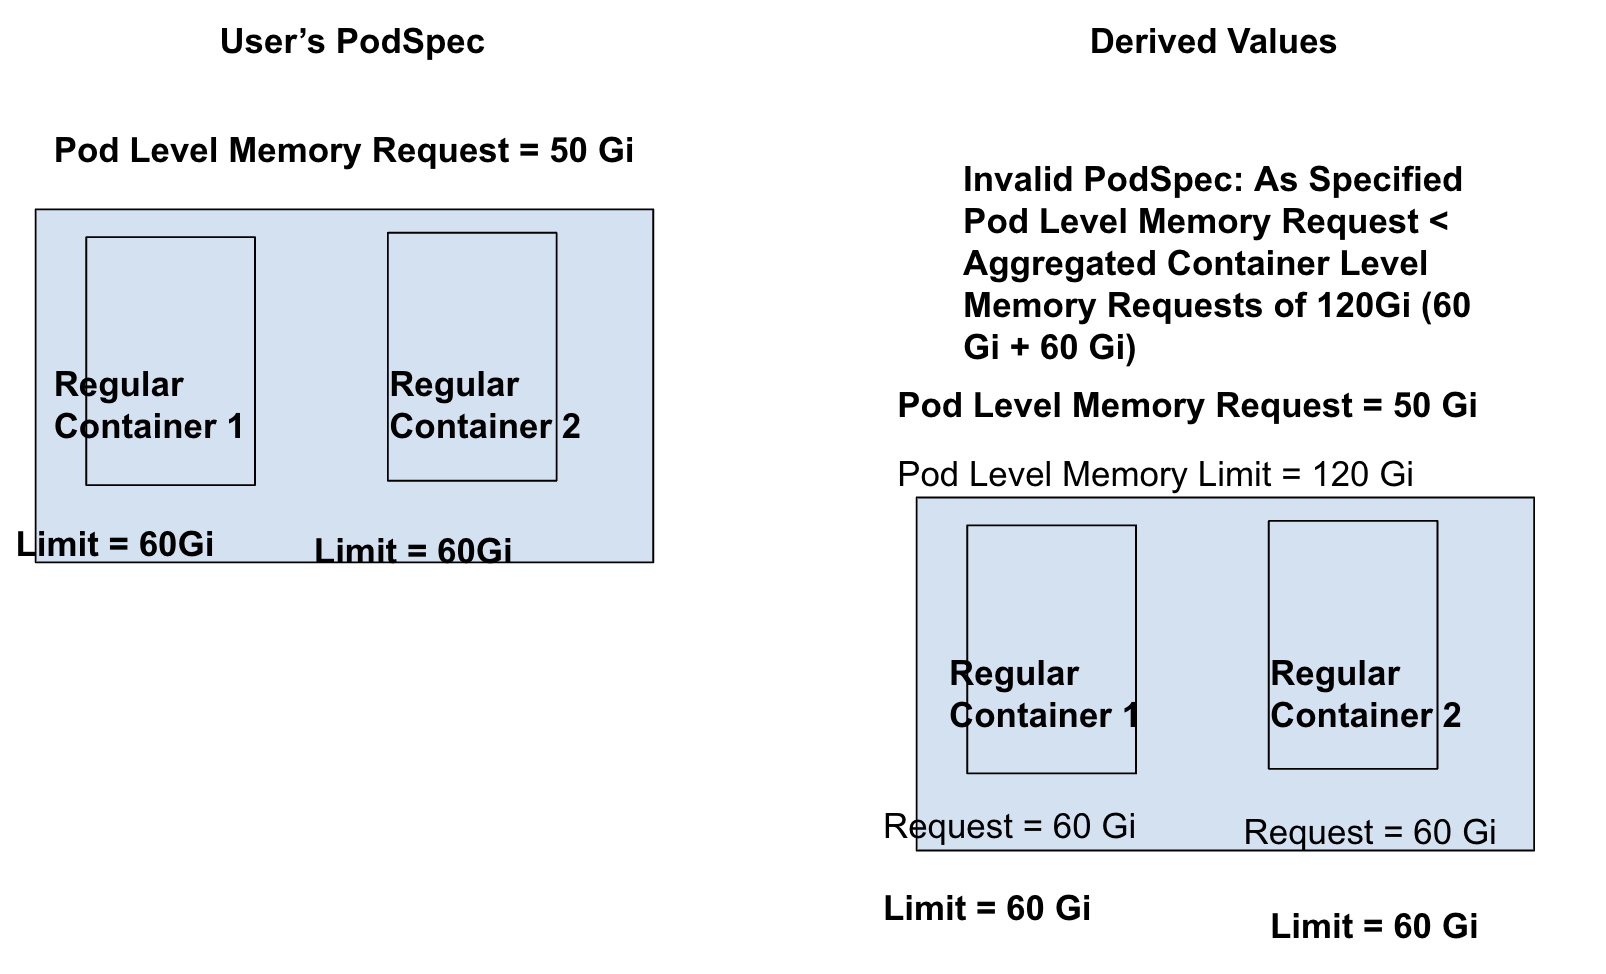 User’s PodSpec
Pod Level Memory Request = 50 Gi
Regular
Container 1
Regular
Container 2
Limit = 60Gi
Limit = 60Gi
Derived Values
Invalid PodSpec: As Specified
Pod Level Memory Request <
Aggregated Container Level
Memory Requests of 120Gi (60
Gi + 60 Gi)
Pod Level Memory Request = 50 Gi
Pod Level Memory Limit = 120 Gi
Regular
Container 1
Regular
Container 2
Request = 60 Gi
Request = 60 Gi
Limit = 60 Gi
Limit = 60 Gi